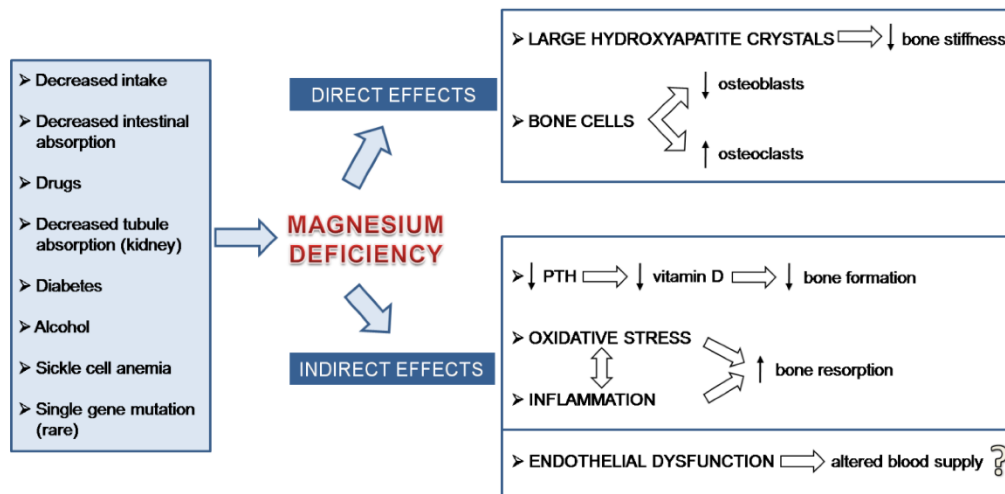 ➢ Decreased intake
➢ Decreased intestinal
absorption
➢ Drugs
➢ Decreased tubule
absorption (kidney)
➢ Diabetes
➢ Alcohol
➢ Sickle cell anemia
➢ Single gene mutation
(rare)
MAGNESIUM
DEFICIENCY
DIRECT EFFECTS
➢ LARGE HYDROXYAPATITE CRYSTALS ⇨ ↓ bone stiffness
↓ osteoblasts
➢ BONE CELLS
↑ osteoclasts
INDIRECT EFFECTS
➢ ↓ PTH ⇨ ↓ vitamin D ⇨ ↓ bone formation
➢ OXIDATIVE STRESS
↑ bone resorption
➢ INFLAMMATION
➢ ENDOTHELIAL DYSFUNCTION ⇨ altered blood supply ?